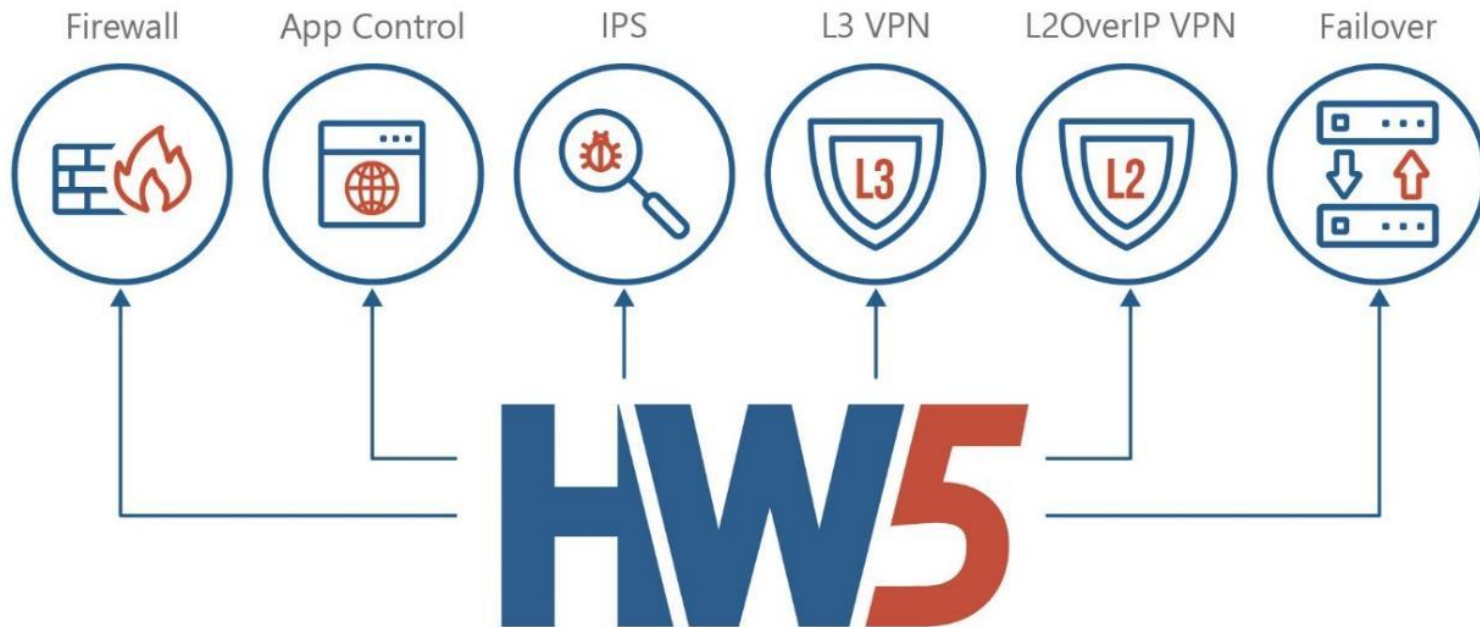 Firewall
App Control
IPS
L3 VPN
L2OverIP VPN
Failover
L3
L2
HW5